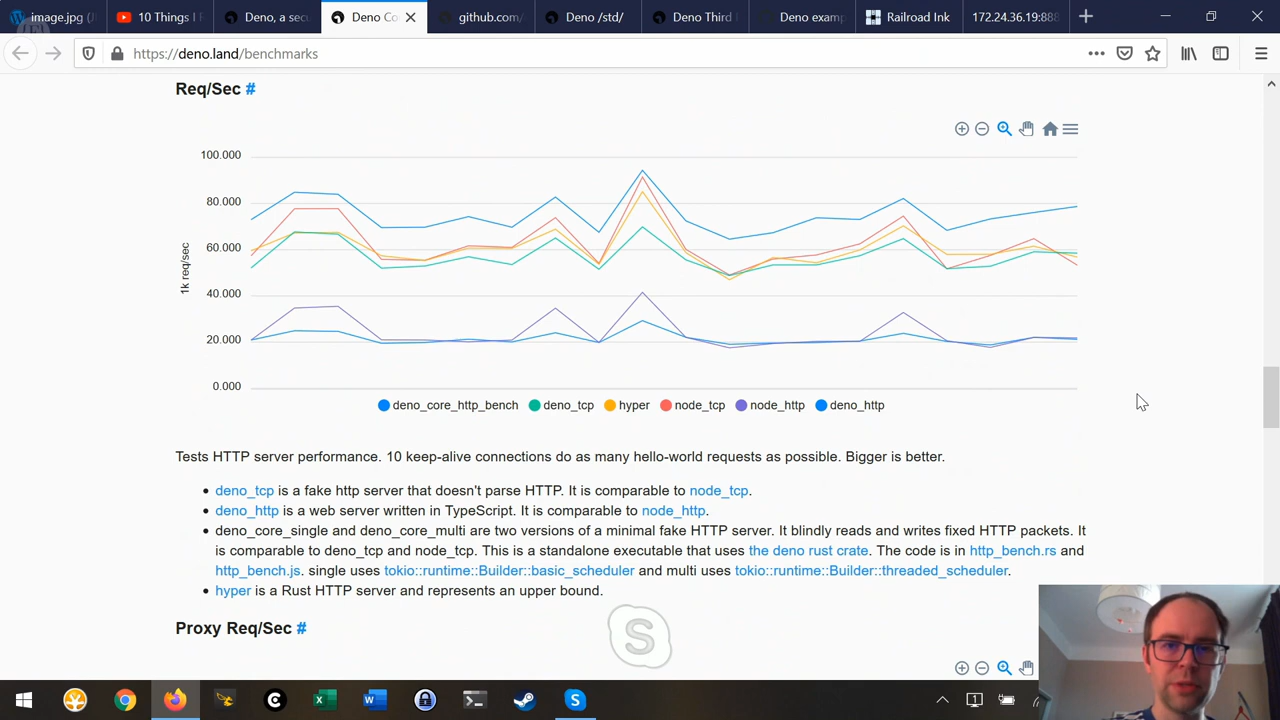 image.jpg (J
10 Things I R
Deno, a secu
Deno Co
github.com/
Deno /std/
Deno Third
Deno examp
Railroad Ink
172.24.36.19:888
https://deno.land/benchmarks
Req/Sec #
100.000
80.000
60.000
40.000
20.000
0.000
1k req/sec
deno_core_http_bench deno_tcp hyper node_tcp node_http deno_http
Tests HTTP server performance. 10 keep-alive connections do as many hello-world requests as possible. Bigger is better.
• deno_tcp is a fake http server that doesn't parse HTTP. It is comparable to node_tcp.
• deno_http is a web server written in TypeScript. It is comparable to node_http.
• deno_core_single and deno_core_multi are two versions of a minimal fake HTTP server. It blindly reads and writes fixed HTTP packets. It
is comparable to deno_tcp and node_tcp. This is a standalone executable that uses the deno rust crate. The code is in http_bench.rs and
http_bench.js. single uses tokio::runtime::Builder::basic_scheduler and multi uses tokio::runtime::Builder::threaded_scheduler.
• hyper is a Rust HTTP server and represents an upper bound.
Proxy Req/Sec #